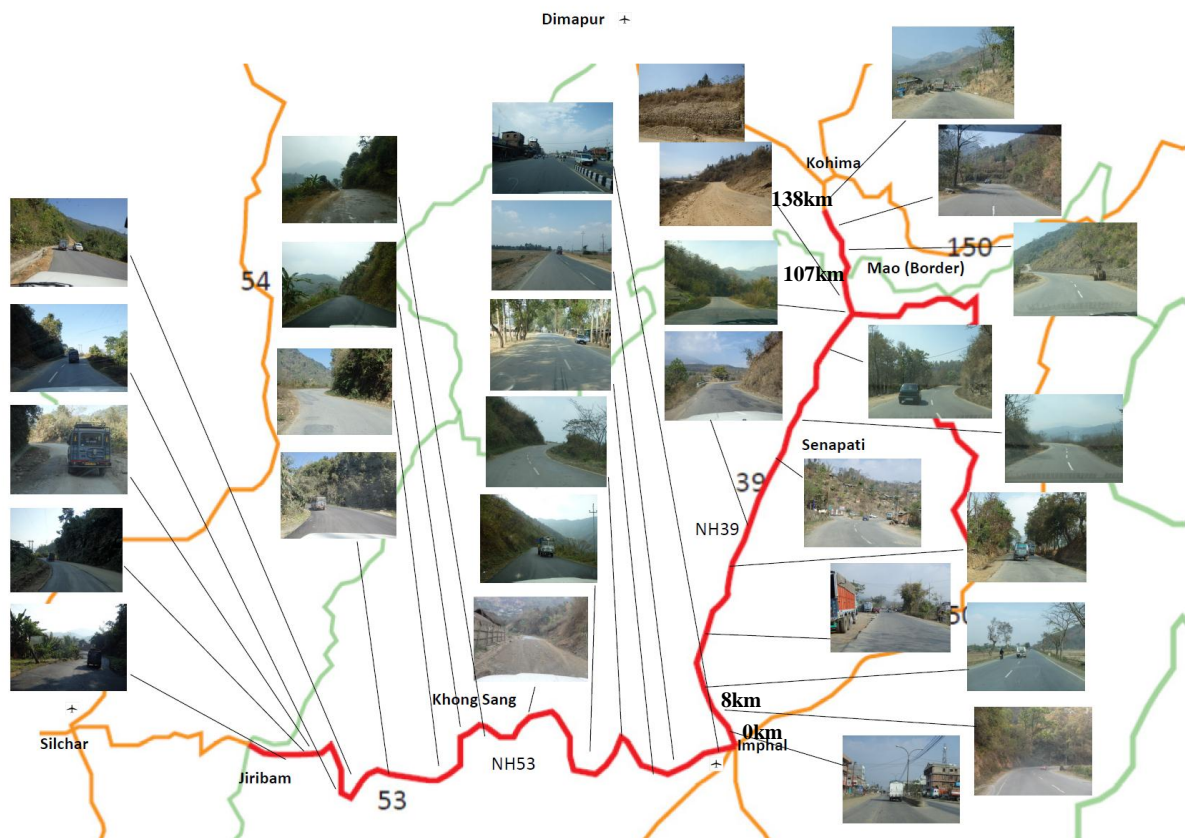 Dimapur
Kohima
138km
150
Mao (Border)
107km
54
Senapati
39
NH39
50
Khong Sang
8km
0km
Silchar
Imphal
NH53
Jiribam
53